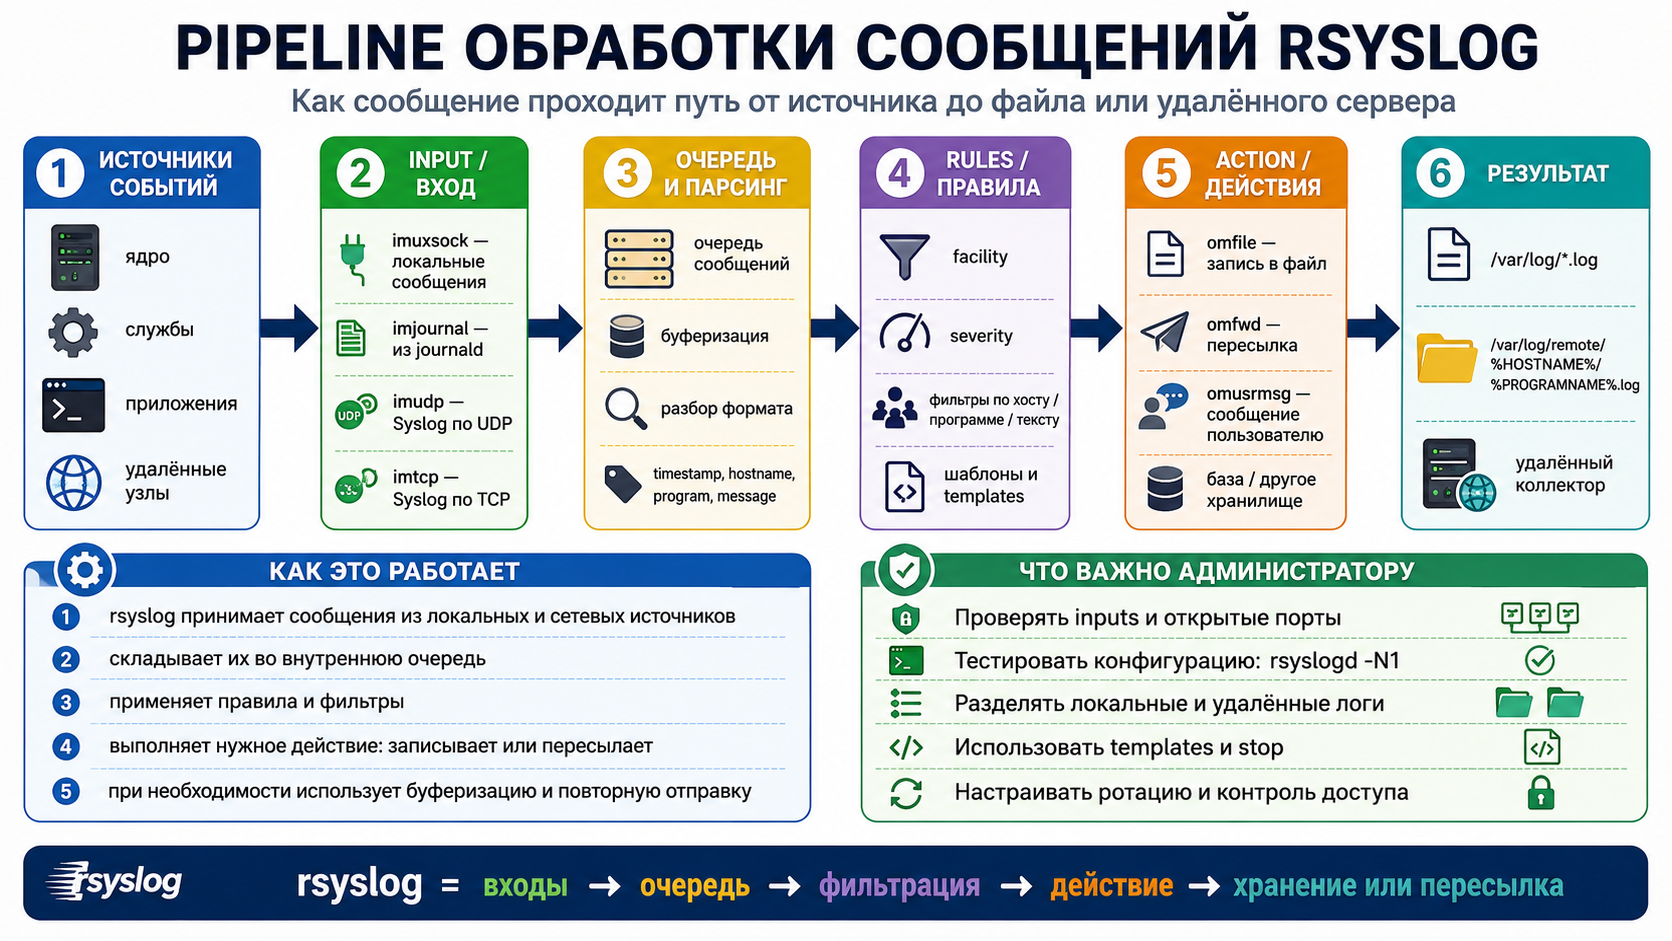 PIPELINE ОБРАБОТКИ СООБЩЕНИЙ RSYSLOG
Как сообщение проходит путь от источника до файла или удалённого сервера
1 ИСТОЧНИКИ
СОБЫТИЙ
ядро
службы
приложения
удалённые
узлы
2 INPUT /
ВХОД
imuxsock —
локальные
сообщения
imjournal —
из journald
UDP
imudp —
Syslog по UDP
imtcp —
Syslog по TCP
3 ОЧЕРЕДЬ
И ПАРСИНГ
очередь
сообщений
буферизация
разбор формата
timestamp, hostname,
program, message
4 RULES /
ПРАВИЛА
facility
severity
фильтры по хосту /
программе / тексту
шаблоны и
templates
5 ACTION /
ДЕЙСТВИЯ
omfile —
запись в файл
omfwd —
пересылка
omusrmsg —
сообщение
пользователю
база / другое
хранилище
6 РЕЗУЛЬТАТ
/var/log/*.log
/var/log/remote/
%HOSTNAME%/
%PROGRAMNAME%.log
удалённый
коллектор
КАК ЭТО РАБОТАЕТ
1 rsyslog принимает сообщения из локальных и сетевых источников
2 складывает их во внутреннюю очередь
3 применяет правила и фильтры
4 выполняет нужное действие: записывает или пересылает
5 при необходимости использует буферизацию и повторную отправку
ЧТО ВАЖНО АДМИНИСТРАТОРУ
Проверять inputs и открытые порты
Тестировать конфигурацию: rsyslogd -N1
Разделять локальные и удалённые логи
Использовать templates и stop
Настраивать ротацию и контроль доступа
rsyslog
rsyslog = входы → очередь → фильтрация → действие → хранение или пересылка